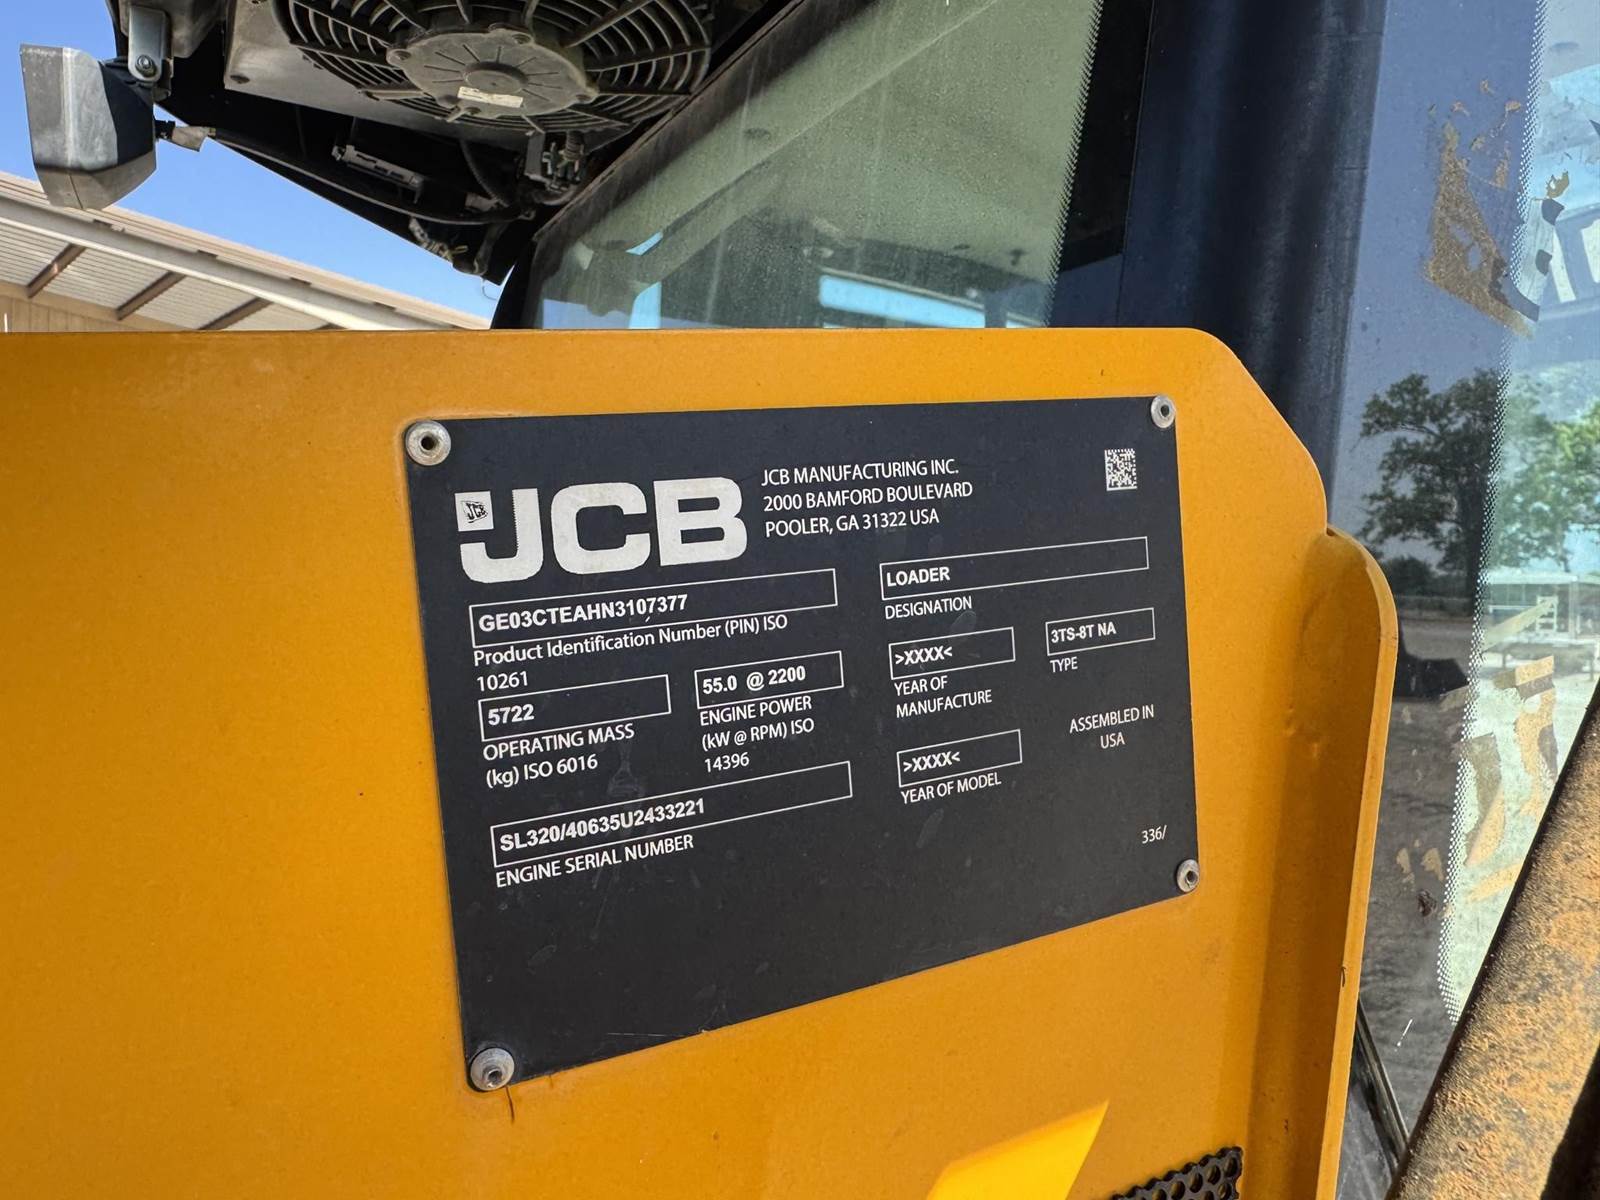 JCB
JCB
JCB MANUFACTURING INC.
2000 BAMFORD BOULEVARD
POOLER, GA 31322 USA
GE03CTEAHN3107377
Product Identification Number (PIN) ISO
10261
LOADER
DESIGNATION
5722
OPERATING MASS
(kg) ISO 6016
55.0 @ 2200
ENGINE POWER
(kW @ RPM) ISO
14396
>XXXX<
YEAR OF
MANUFACTURE
3TS-8T NA
TYPE
SL320/40635U2433221
ENGINE SERIAL NUMBER
>XXXX<
YEAR OF MODEL
ASSEMBLED IN
USA
336/